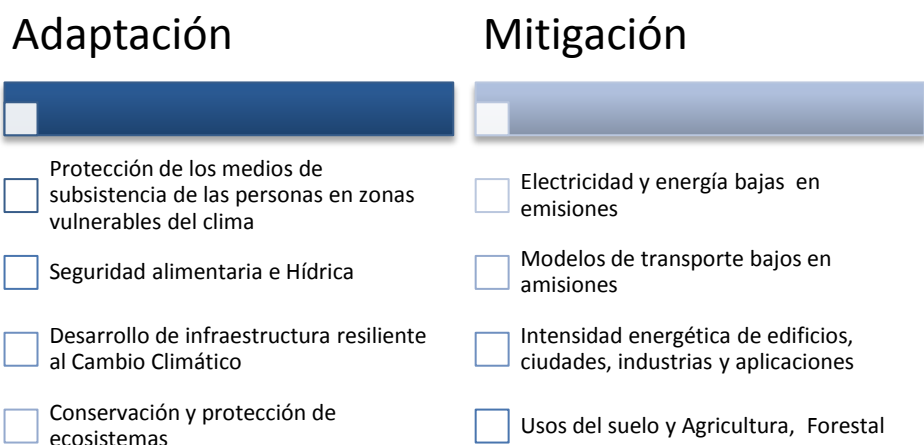 Adaptación
Protección de los medios de
subsistencia de las personas en zonas
vulnerables del clima
Seguridad alimentaria e Hídrica
Desarrollo de infraestructura resiliente
al Cambio Climático
Conservación y protección de
ecosistemas
Mitigación
Electricidad y energía bajas en
emisiones
Modelos de transporte bajos en
amisiones
Intensidad energética de edificios,
ciudades, industrias y aplicaciones
Usos del suelo y Agricultura, Forestal